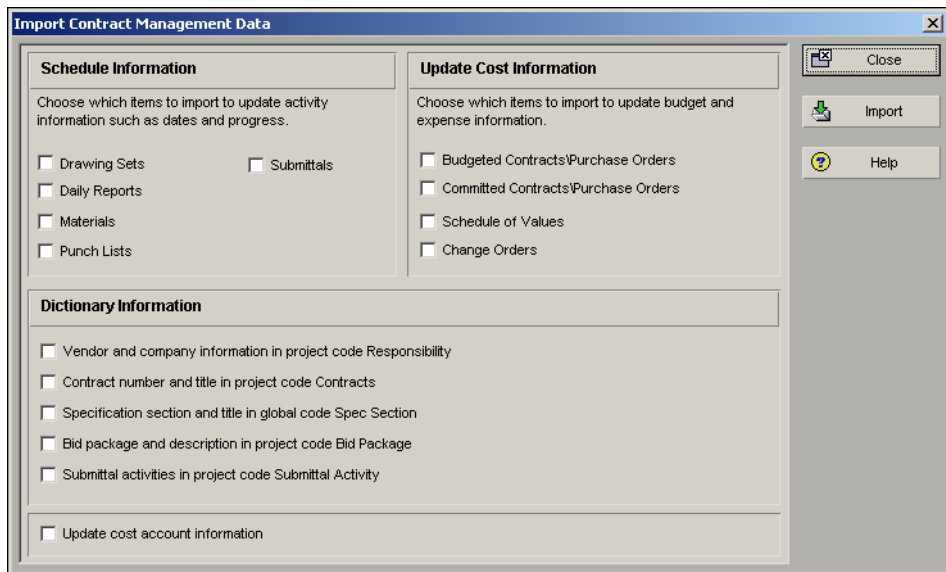 Import Contract Management Data
Schedule Information
Choose which items to import to update activity
information such as dates and progress.
Drawing Sets
Submittals
Daily Reports
Materials
Punch Lists
Update Cost Information
Choose which items to import to update budget and
expense information.
Budgeted Contracts\Purchase Orders
Committed Contracts\Purchase Orders
Schedule of Values
Change Orders
Dictionary Information
Vendor and company information in project code Responsibility
Contract number and title in project code Contracts
Specification section and title in global code Spec Section
Bid package and description in project code Bid Package
Submittal activities in project code Submittal Activity
Update cost account information
Close
Import
Help